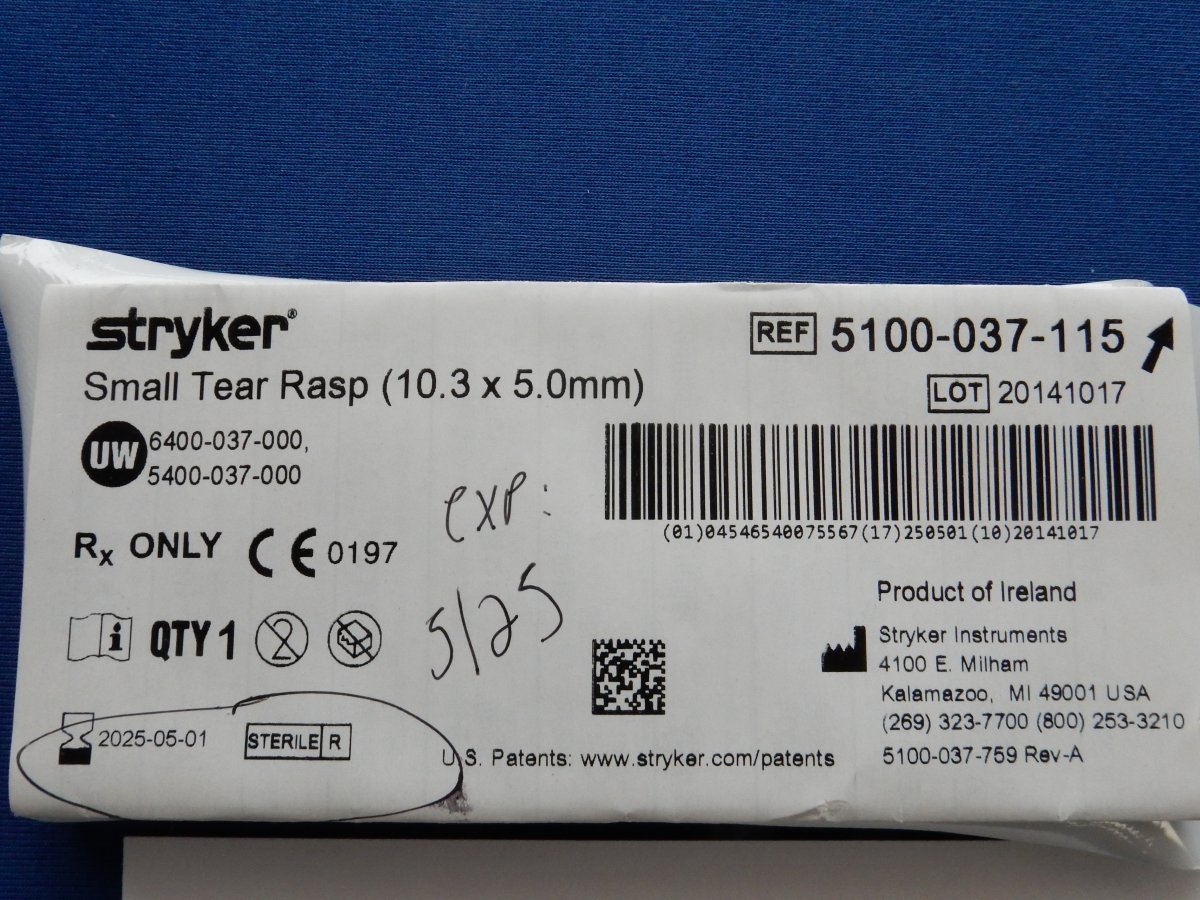 stryker®
REF 5100-037-115
Small Tear Rasp (10.3 x 5.0mm)
LOT 20141017
UW 6400-037-000,
5400-037-000
(01)04546540075567(17)250501(10)20141017
exp:
5/25
Rx ONLY CE 0197
QTY 1 2
2025-05-01 STERILE R
Product of Ireland
Stryker Instruments
4100 E. Milham
Kalamazoo, MI 49001 USA
(269) 323-7700 (800) 253-3210
5100-037-759 Rev-A
U.S. Patents: www.stryker.com/patents